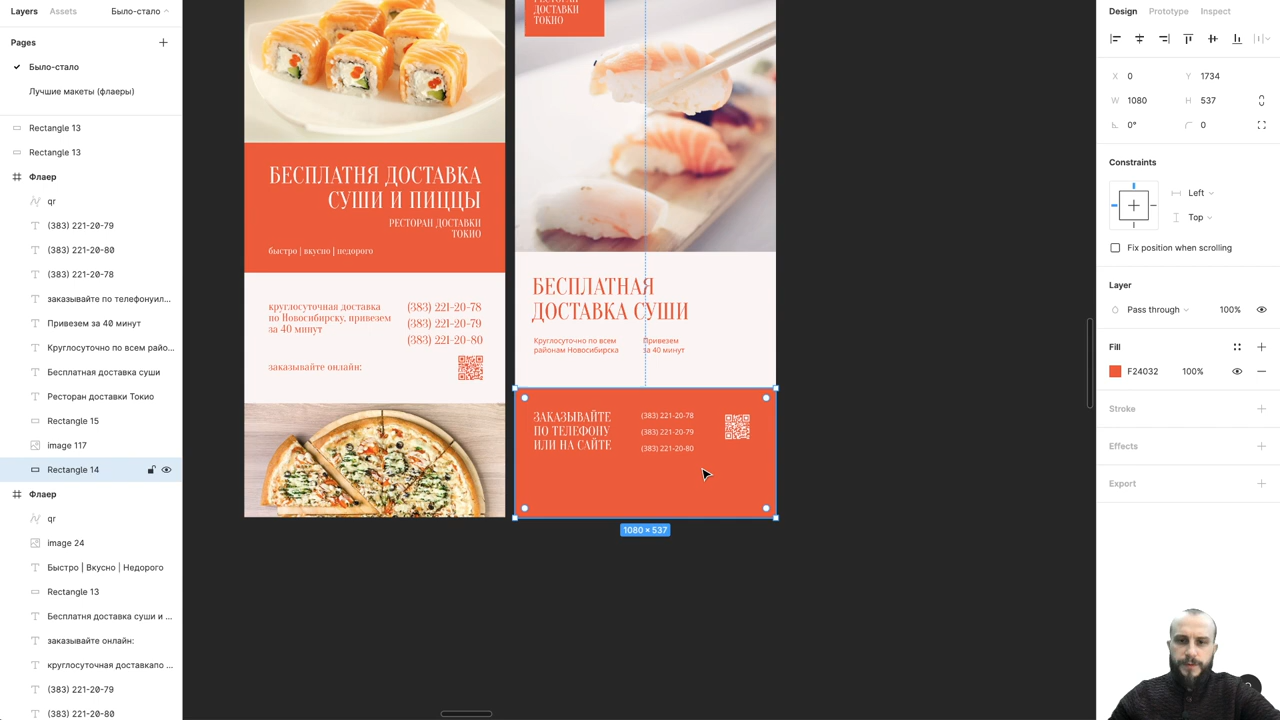 Layers
Assets
Было-стало
Pages
Было-стало
Лучшие макеты (флаеры)
Rectangle 13
Rectangle 13
Флаер
qr
(383) 221-20-79
(383) 221-20-80
(383) 221-20-78
заказывайте по телефонуил...
Привезем за 40 минут
Круглосуточно по всем райо...
Бесплатная доставка суши
Ресторан доставки Токио
Rectangle 15
image 117
Rectangle 14
Флаер
qr
image 24
Быстро | Вкусно | Недорого
Rectangle 13
Бесплатня доставка суши и ...
заказывайте онлайн:
круглосуточная доставкапо ...
(383) 221-20-79
(383) 221-20-80
БЕСПЛАТНЯ ДОСТАВКА
СУШИ И ПИЦЦЫ
РЕСТОРАН ДОСТАВКИ
ТОКИО
быстро | вкусно | недорого
круглосуточная доставка
по Новосибирску, привезем
за 40 минут
(383) 221-20-78
(383) 221-20-79
(383) 221-20-80
заказывайте онлайн:
ДОСТАВКИ
ТОКИО
БЕСПЛАТНАЯ
ДОСТАВКА СУШИ
Круглосуточно по всем
районам Новосибирска
Привезем
за 40 минут
ЗАКАЗЫВАЙТЕ
ПО ТЕЛЕФОНУ
ИЛИ НА САЙТЕ
(383) 221-20-78
(383) 221-20-79
(383) 221-20-80
1080 × 537
Design
Prototype
Inspect
X 0
Y 1734
W 1080
H 537
0°
0
Constraints
Left
Top
Fix position when scrolling
Layer
Pass through
100%
Fill
F24032
100%
Stroke
Effects
Export